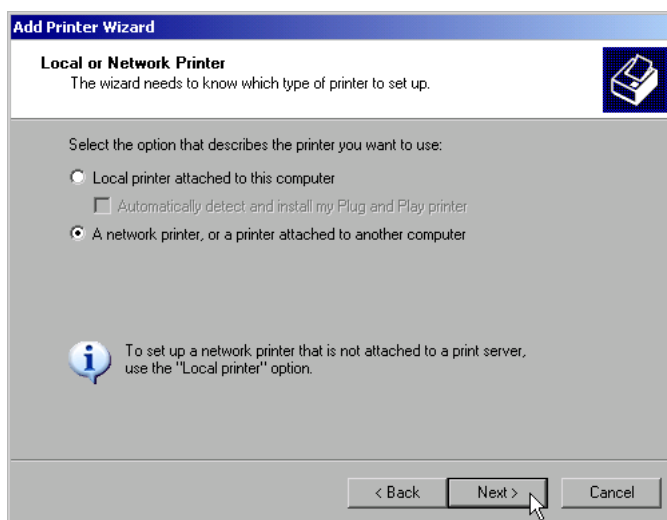 Add Printer Wizard
Local or Network Printer
The wizard needs to know which type of printer to set up.
Select the option that describes the printer you want to use:
Local printer attached to this computer
Automatically detect and install my Plug and Play printer
A network printer, or a printer attached to another computer
To set up a network printer that is not attached to a print server,
use the "Local printer" option.
< Back Next > Cancel